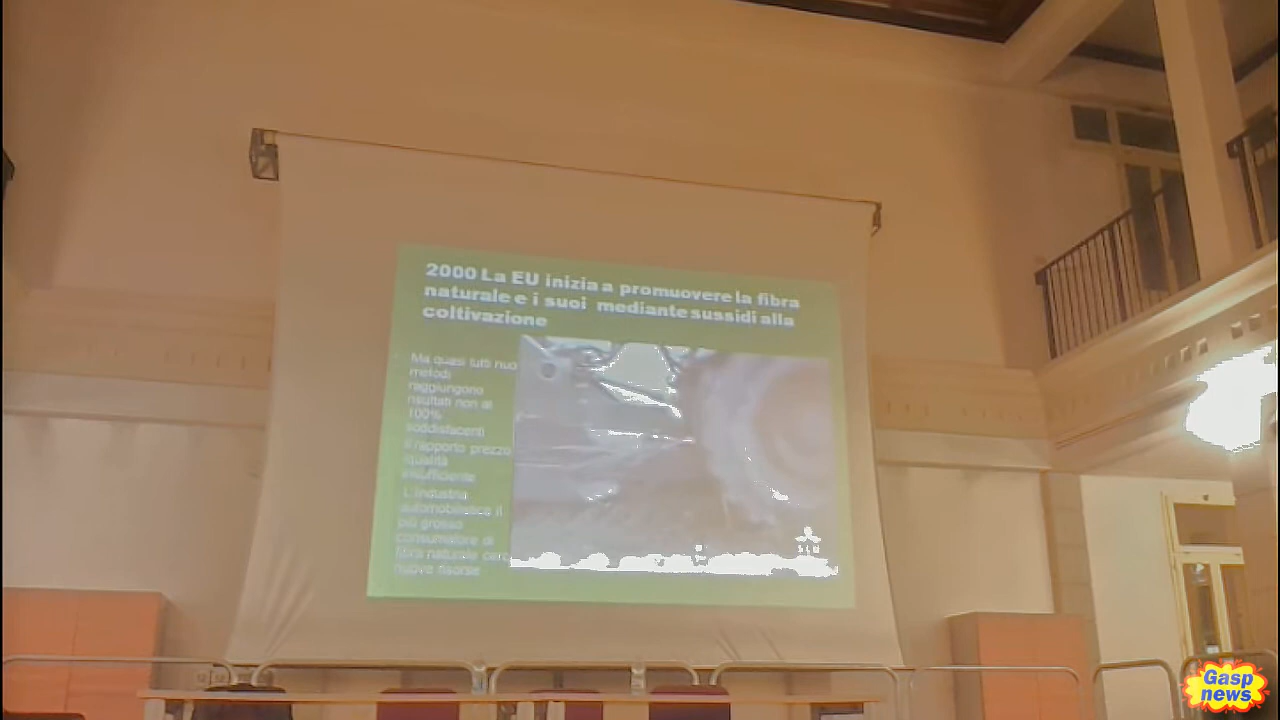 2000 La EU inizia a promuovere la fibra
naturale e i suoi mediante sussidi alla
coltivazione
Ma quasi tutti nuo
metodi
raggiungono
risultati non al
100%
soddisfacenti
Il rapporto prezzo
qualità
insufficiente
L'industria
automobilistica il
più grosso
consumatore di
fibra naturale cerc
nuove risorse
Gasp
news